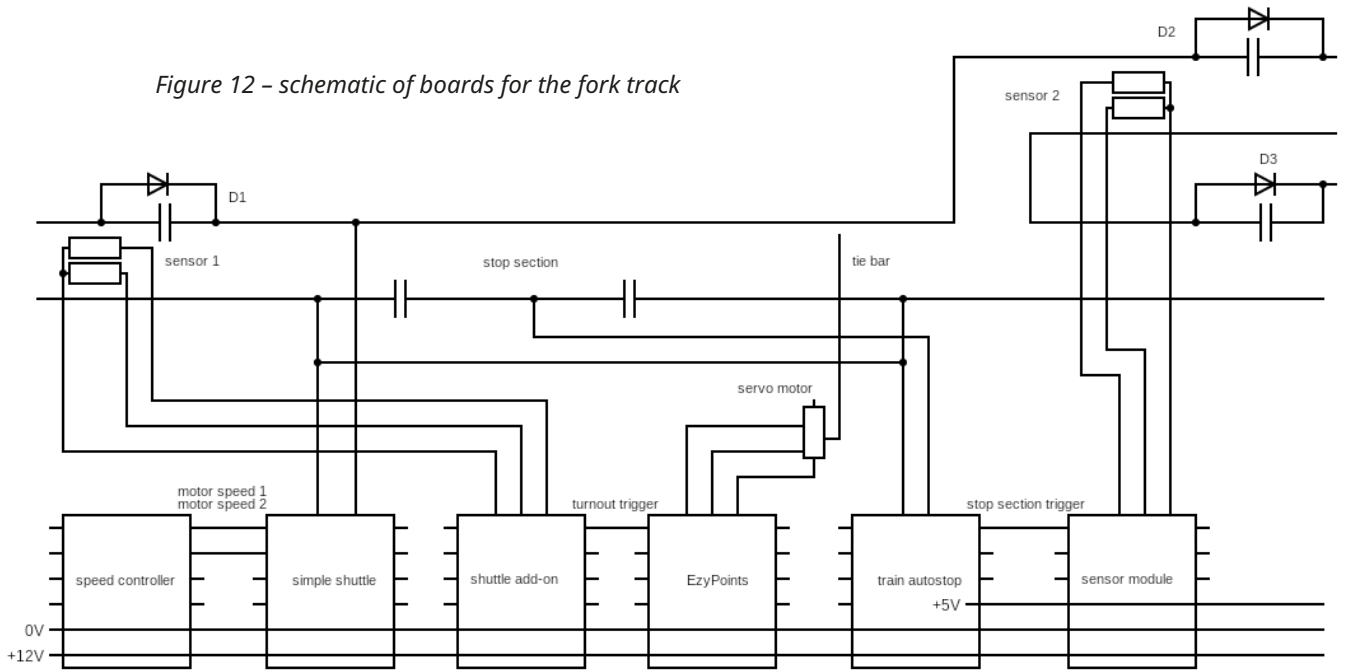 D2
Figure 12 – schematic of boards for the fork track
sensor 2
D3
D1
sensor 1
stop section
tie bar
servo motor
motor speed 1
motor speed 2
turnout trigger
stop section trigger
speed controller
simple shuttle
shuttle add-on
EzyPoints
train autostop
sensor module
+5V
0V
+12V